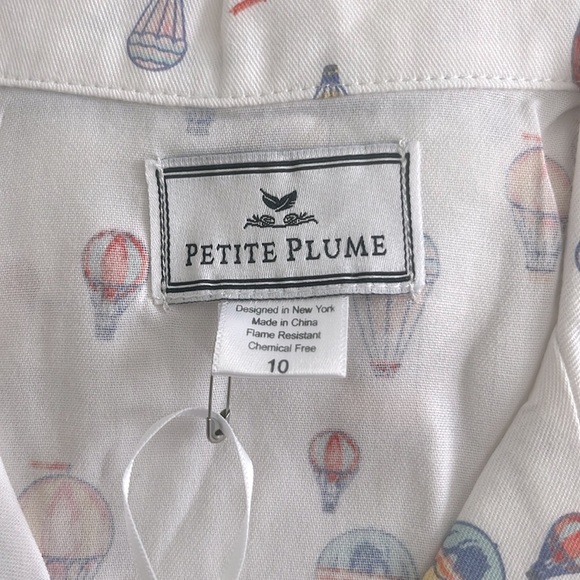 PETITE PLUME
Designed in New York
Made in China
Flame Resistant
Chemical Free
10